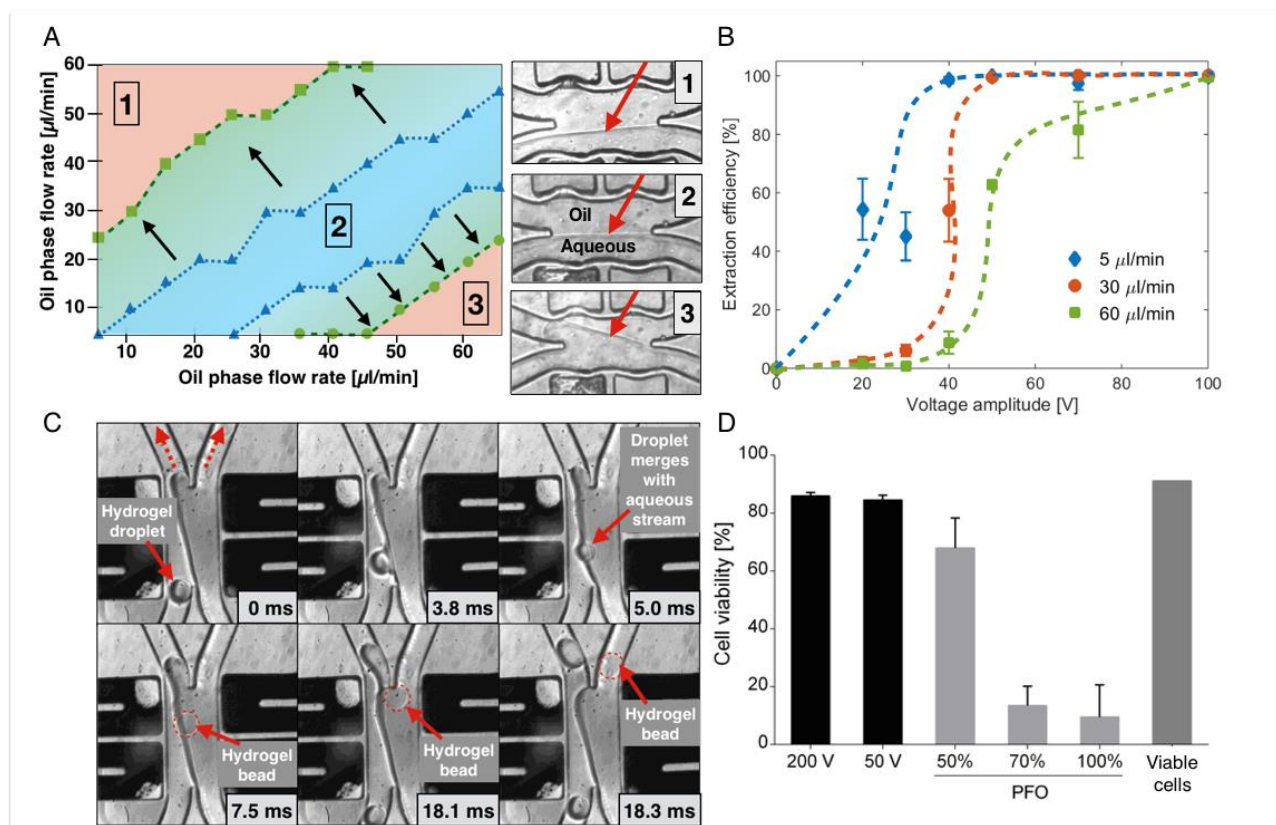 A
Oil phase flow rate [µl/min]
60
50
40
30
20
10
1
2
3
10 20 30 40 50 60
Oil phase flow rate [µl/min]
1
2
Oil
Aqueous
3
B
Extraction efficiency [%]
100
80
60
40
20
0
5 µl/min
30 µl/min
60 µl/min
0 20 40 60 80 100
Voltage amplitude [V]
C
Hydrogel
droplet
0 ms
3.8 ms
Droplet
merges
with
aqueous
stream
5.0 ms
Hydrogel
bead
7.5 ms
Hydrogel
bead
18.1 ms
Hydrogel
bead
18.3 ms
D
Cell viability [%]
100
80
60
40
20
0
200 V 50 V 50% 70% 100% Viable
cells
PFO